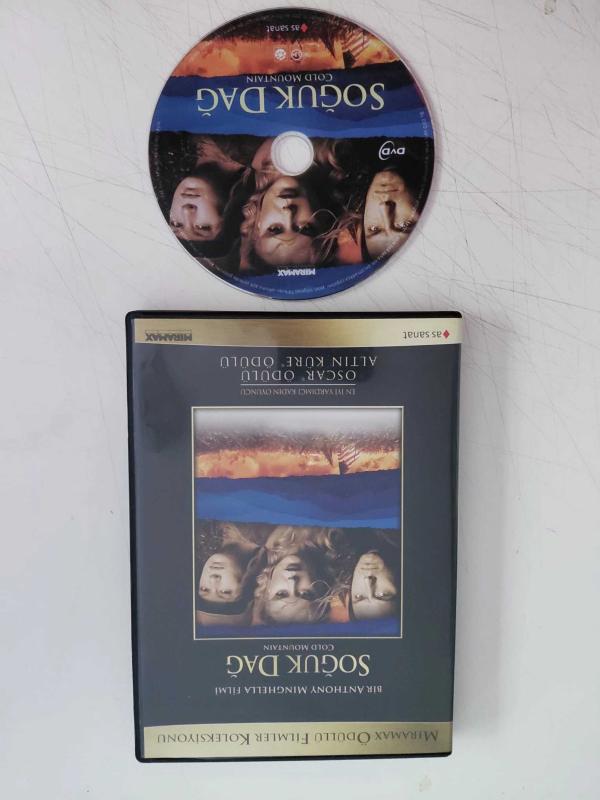 MIRAMAX
DVD
SOĞUK DAĞ
COLD MOUNTAIN
as sanat
MIRAMAX ÖDÜLLÜ FİLMLER KOLEKSİYONU
BİR ANTHONY MINGHELLA FİLMİ
SOĞUK DAĞ
COLD MOUNTAIN
EN İYİ YARDIMCI KADIN OYUNCU
OSCAR® ÖDÜLÜ
ALTIN KÜRE® ÖDÜLÜ
as sanat
MIRAMAX